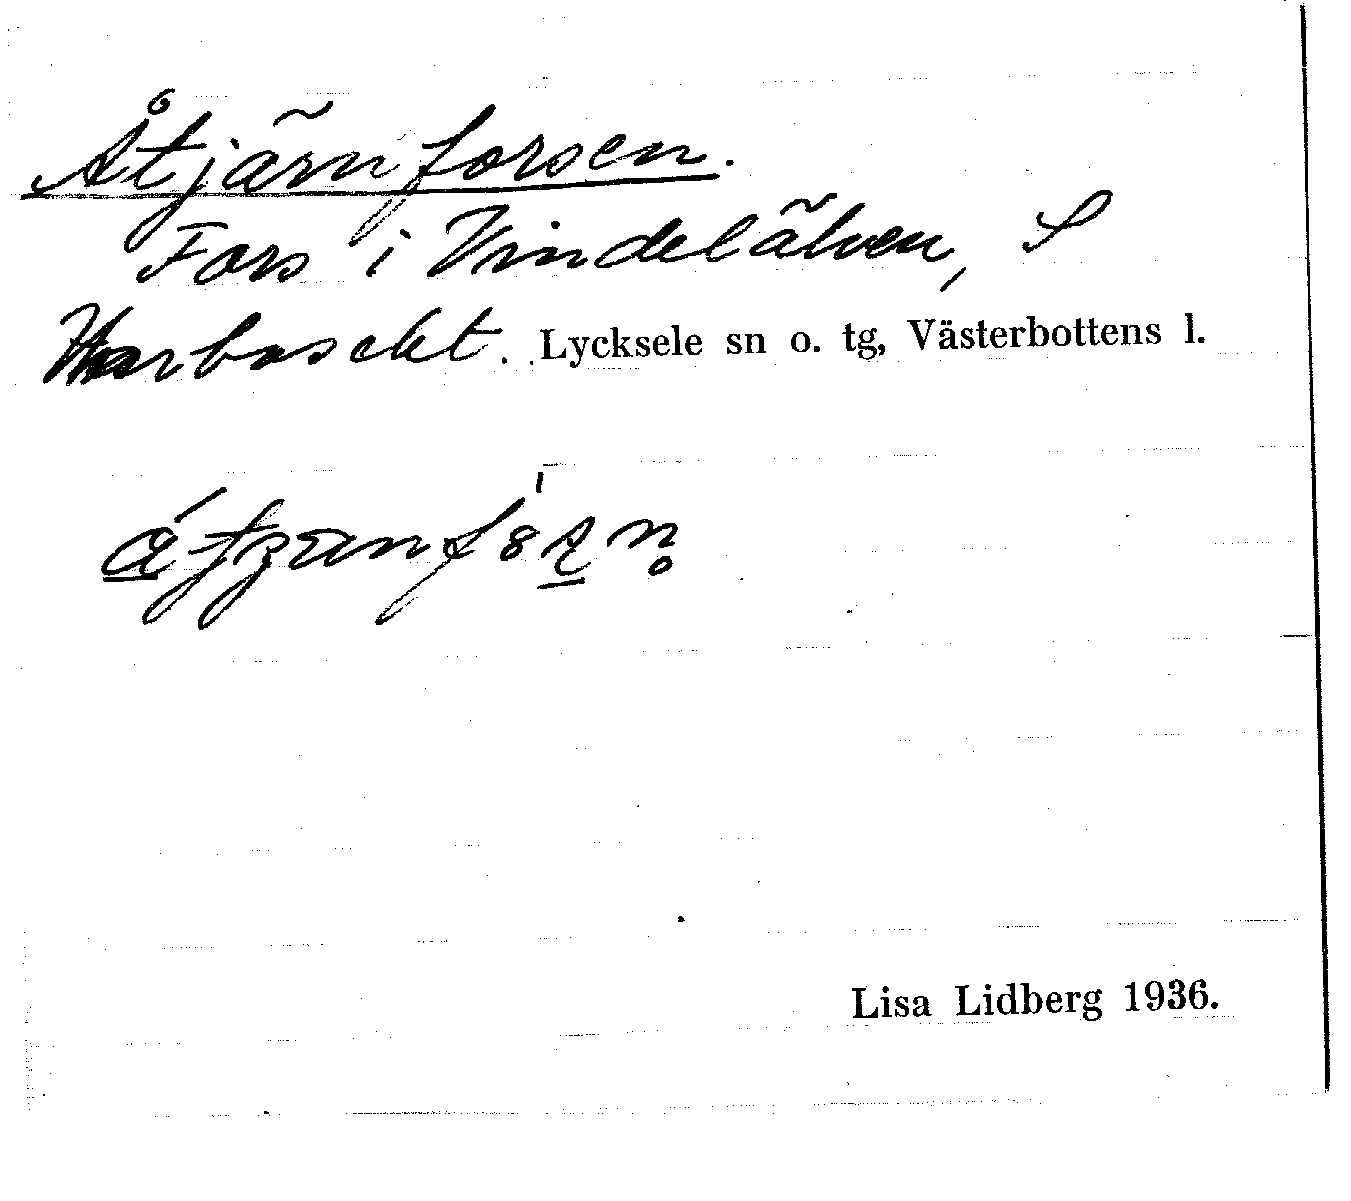 Åtjärnforsen.
Fors i Vindelälven, S
Lycksele sn o. tg, Västerbottens l.
Lisa Lidberg 1936.